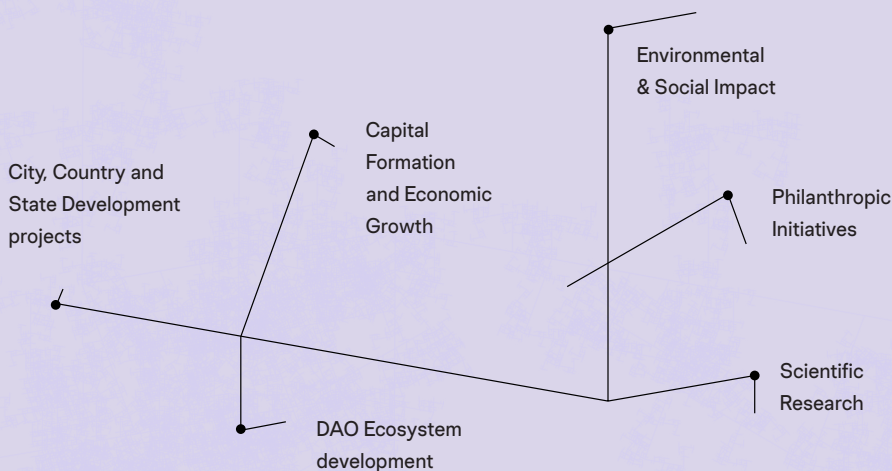 Environmental
& Social Impact
Capital
Formation
and Economic
Growth
City, Country and
State Development
projects
Philanthropic
Initiatives
Scientific
Research
DAO Ecosystem
development